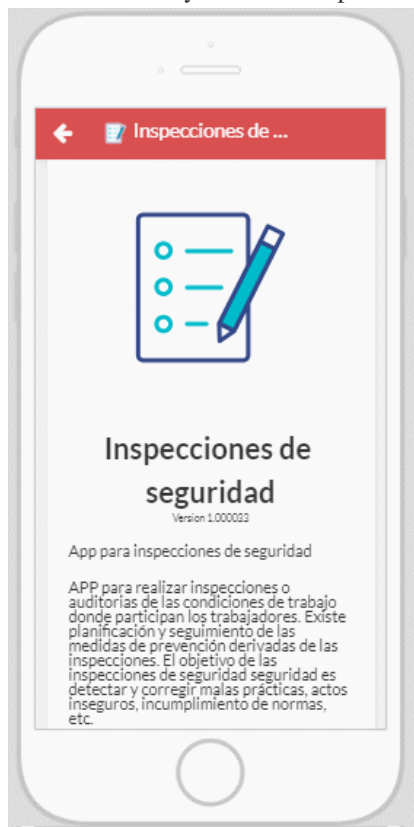 Inspecciones de ...
Inspecciones de
seguridad
Version 1.000033
App para inspecciones de seguridad
APP para realizar inspecciones o
auditorias de las condiciones de trabajo
donde participan los trabajadores. Existe
planificación y seguimiento de las
medidas de prevención derivadas de las
inspecciones. El objetivo de las
inspecciones de seguridad seguridad es
detectar y corregir malas prácticas, actos
inseguros, incumplimiento de normas,
etc.